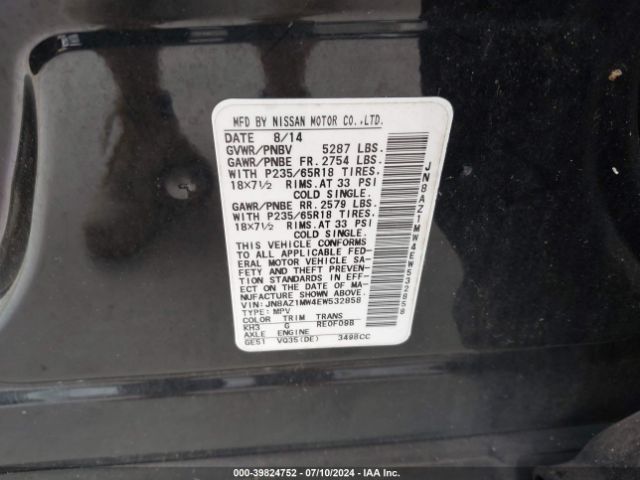 MFD BY NISSAN MOTOR CO.,LTD.
DATE 8/14
GVWR/PNBV 5287 LBS.
GAWR/PNBE FR. 2754 LBS.
WITH P235/65R18 TIRES.
18×7½ RIMS. AT 33 PSI
COLD SINGLE.
GAWR/PNBE RR. 2579 LBS.
WITH P235/65R18 TIRES.
18×7½ RIMS. AT 33 PSI
COLD SINGLE.
THIS VEHICLE CONFORMS
TO ALL APPLICABLE FED-
ERAL MOTOR VEHICLE SA-
FETY AND THEFT PREVEN-
TION STANDARDS IN EFF-
ECT ON THE DATE OF MA-
NUFACTURE SHOWN ABOVE.
VIN: JN8AZ1MW4EW532858
TYPE: MPV
COLOR TRIM TRANS
KH3 G RE0F09B
AXLE ENGINE
GE51 VQ35(DE) 3498CC
JN8AZ1MW4EW532858
000-39824752 / 07/10/2024 - IAA Inc.